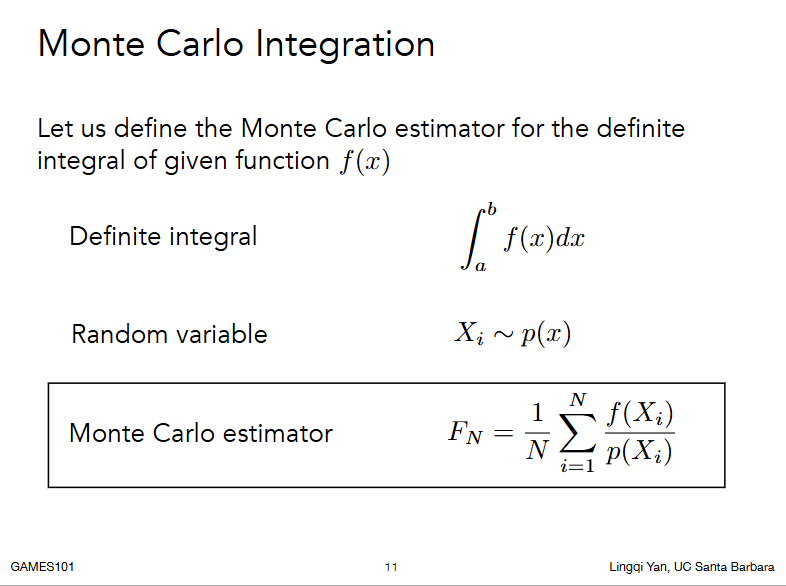 Monte Carlo Integration
Let us define the Monte Carlo estimator for the definite
integral of given function $f(x)$
Definite integral $\int_a^b f(x)dx$
Random variable $X_i \sim p(x)$
Monte Carlo estimator $F_N = \frac{1}{N} \sum_{i=1}^{N} \frac{f(X_i)}{p(X_i)}$
GAMES101 11 Lingqi Yan, UC Santa Barbara